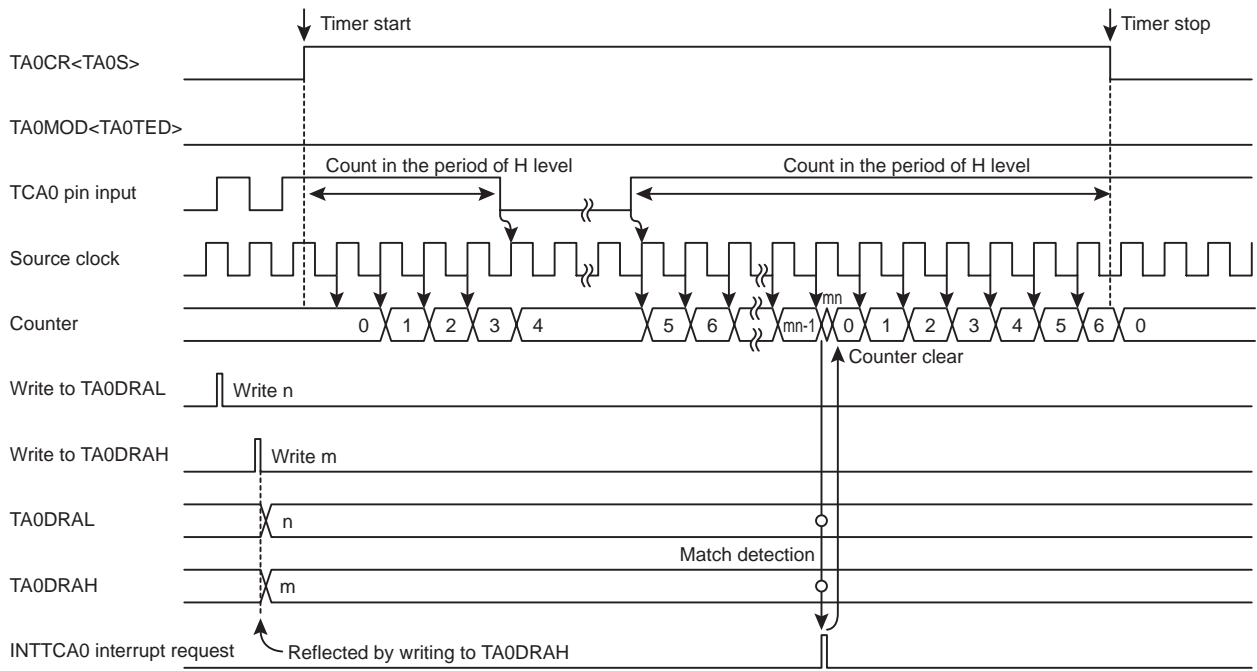 Timer start Timer stop
TA0CR<TA0S>
TA0MOD<TA0TED>
Count in the period of H level Count in the period of H level
TCA0 pin input
Source clock
mn
Counter 0 1 2 3 4 5 6 mn-1 0 1 2 3 4 5 6 0
Counter clear
Write to TA0DRAL Write n
Write to TA0DRAH Write m
TA0DRAL n
Match detection
TA0DRAH m
INTTCA0 interrupt request Reflected by writing to TA0DRAH